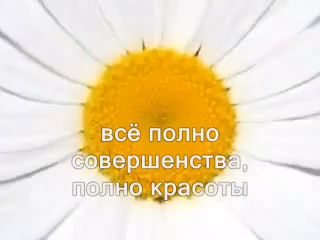 всё полно
совершенства,
полно красоты